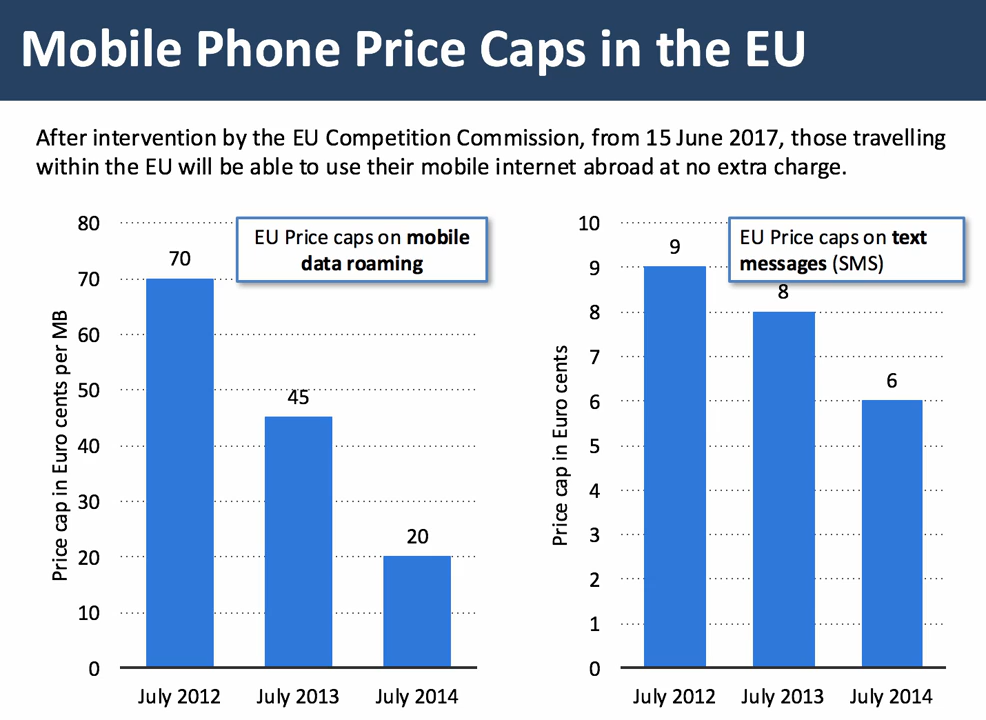 Mobile Phone Price Caps in the EU
After intervention by the EU Competition Commission, from 15 June 2017, those travelling
within the EU will be able to use their mobile internet abroad at no extra charge.
EU Price caps on mobile
data roaming
Price cap in Euro cents per MB
80
70
60
50
40
30
20
10
0
70
45
20
July 2012
July 2013
July 2014
EU Price caps on text
messages (SMS)
Price cap in Euro cents
10
9
8
7
6
5
4
3
2
1
0
9
8
6
July 2012
July 2013
July 2014